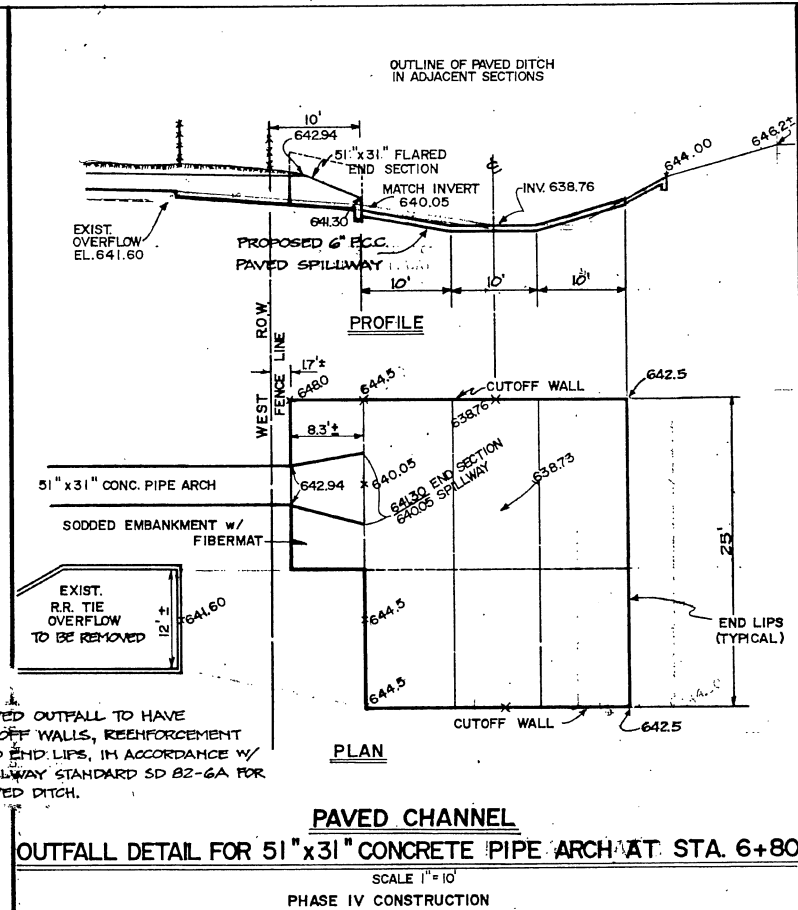 OUTLINE OF PAVED DITCH
IN ADJACENT SECTIONS
10'
642.94
51"x31" FLARED
END SECTION
MATCH INVERT
640.05
641.30
℄
INV. 638.76
644.00
646.2±
EXIST.
OVERFLOW
EL.641.60
PROPOSED 6" P.C.C.
PAVED SPILLWAY
10'
10'
10'
PROFILE
WEST R.O.W.
FENCE LINE
1.7'±
648.0
644.5
CUTOFF WALL
638.76
642.5
8.3'±
51"x31" CONC. PIPE ARCH
642.94
640.05
641.30 END SECTION
640.05 SPILLWAY
638.73
SODDED EMBANKMENT w/
FIBERMAT
25'
EXIST.
R.R. TIE
OVERFLOW
TO BE REMOVED
12'±
641.60
644.5
END LIPS
(TYPICAL)
644.5
CUTOFF WALL
642.5
PLAN
ED OUTFALL TO HAVE
OFF WALLS, REENFORCEMENT
END LIPS, IN ACCORDANCE W/
LWAY STANDARD SD 82-6A FOR
ED DITCH.
PAVED CHANNEL
OUTFALL DETAIL FOR 51"x31" CONCRETE PIPE ARCH AT STA. 6+80
SCALE 1"=10'
PHASE IV CONSTRUCTION